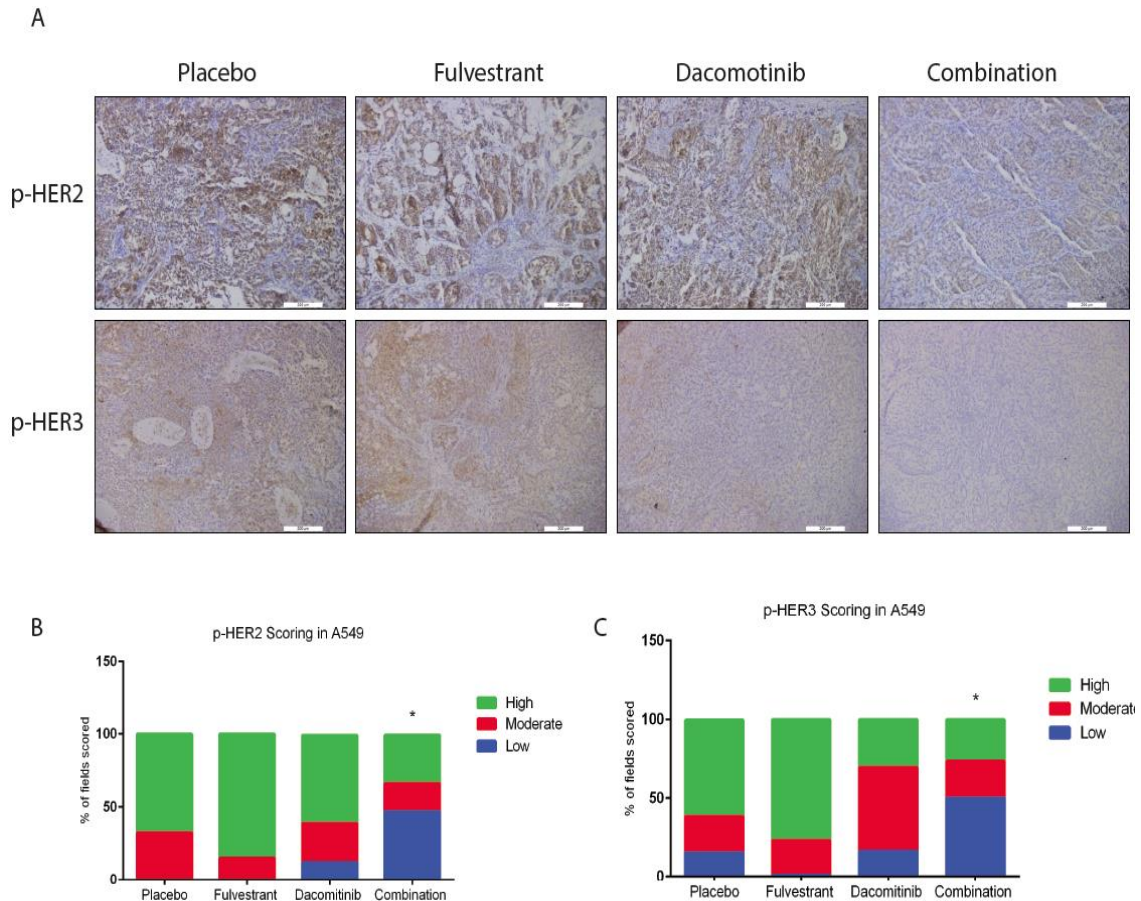 A
Placebo Fulvestrant Dacomotinib Combination
p-HER2
p-HER3
B
p-HER2 Scoring in A549
150
100
50
0
% of fields scored
High
Moderate
Low
*
Placebo Fulvestrant Dacomitinib Combination
C
p-HER3 Scoring in A549
150
100
50
0
% of fields scored
High
Moderate
Low
*
Placebo Fulvestrant Dacomitinib Combination